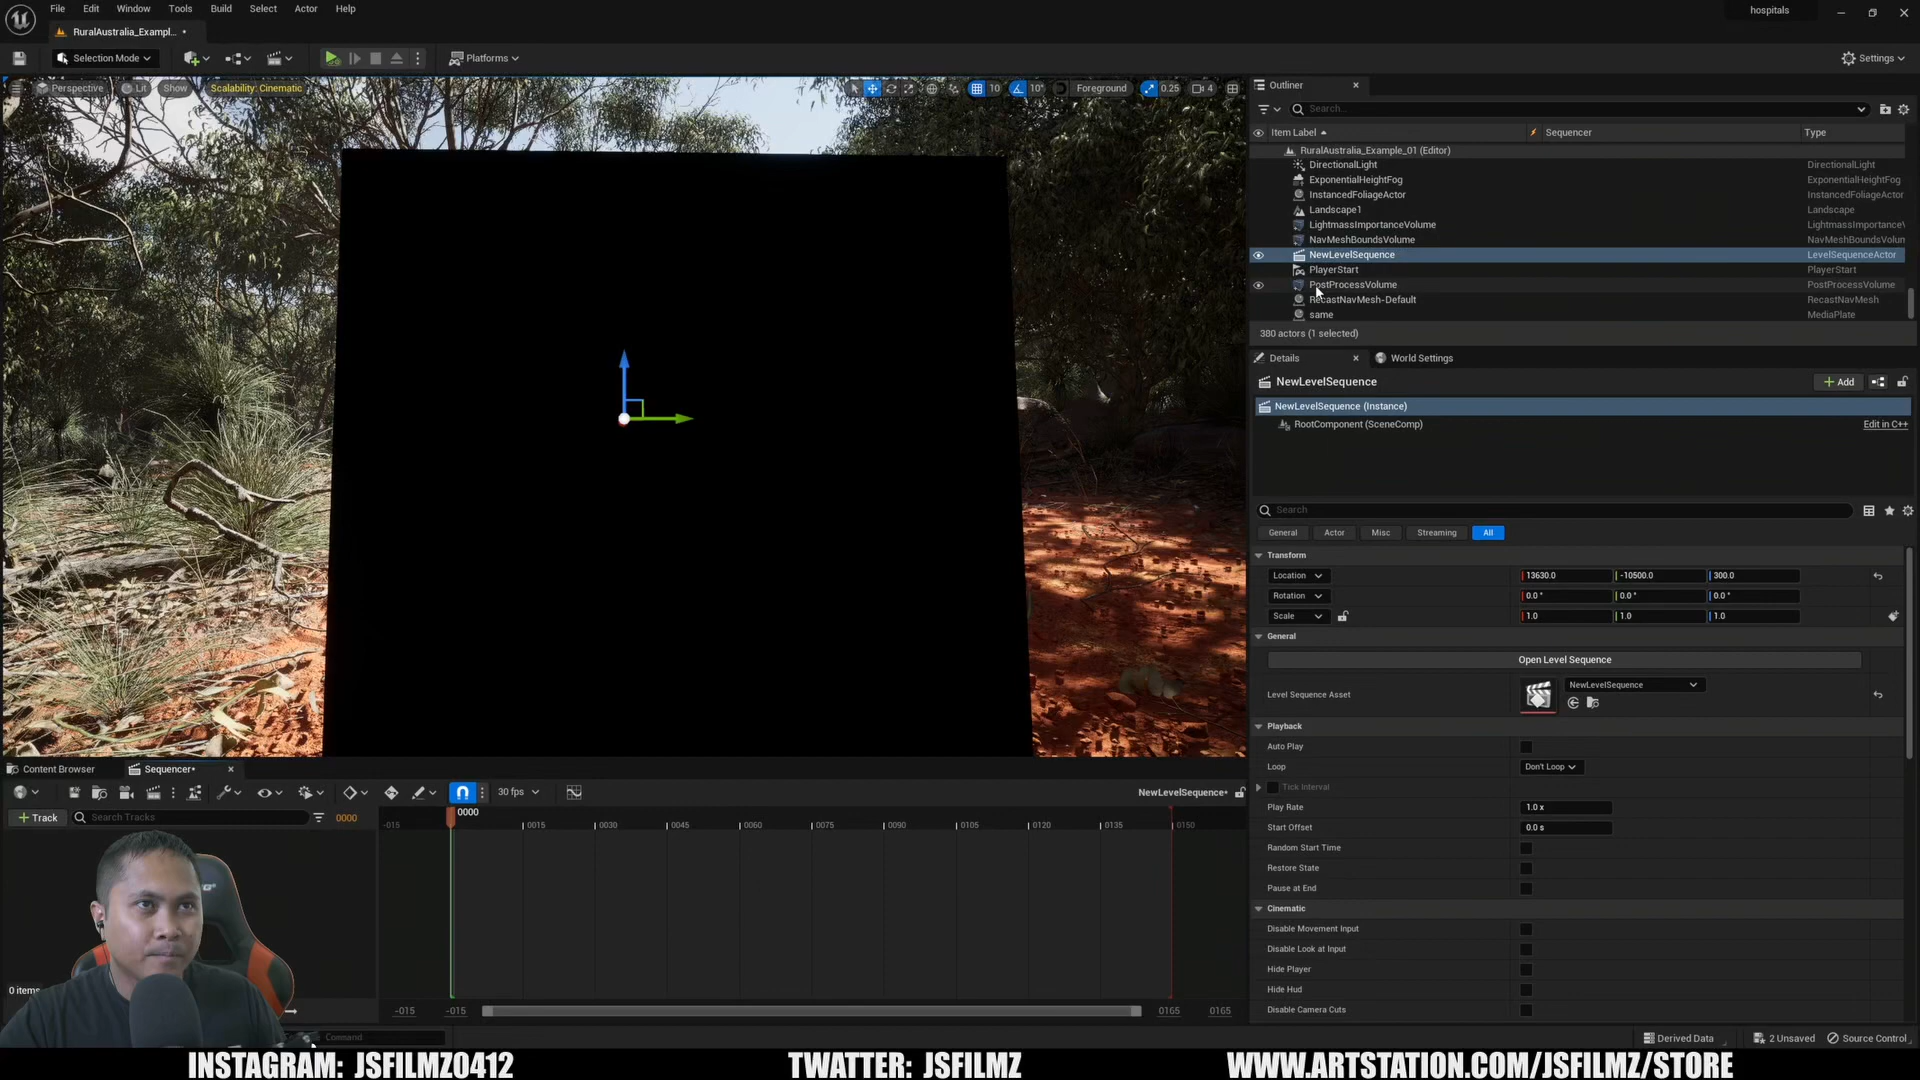 File Edit Window Tools Build Select Actor Help
hospitals
RuralAustralia_Exampl...
Selection Mode
Platforms
Settings
Perspective Lit Show Scalability: Cinematic
10 10° Foreground 0.25 4
Outliner
Search...
Item Label Sequencer Type
RuralAustralia_Example_01 (Editor)
DirectionalLight DirectionalLight
ExponentialHeightFog ExponentialHeightFog
InstancedFoliageActor InstancedFoliageActor
Landscape1 Landscape
LightmassImportanceVolume LightmassImportanceV
NavMeshBoundsVolume NavMeshBoundsVolun
NewLevelSequence LevelSequenceActor
PlayerStart PlayerStart
PostProcessVolume PostProcessVolume
RecastNavMesh-Default RecastNavMesh
same MediaPlate
380 actors (1 selected)
Details World Settings
NewLevelSequence
Add
NewLevelSequence (Instance)
RootComponent (SceneComp) Edit in C++
Search
General Actor Misc Streaming All
Transform
Location 13630.0 -10500.0 300.0
Rotation 0.0 ° 0.0 ° 0.0 °
Scale 1.0 1.0 1.0
General
Open Level Sequence
Level Sequence Asset NewLevelSequence
Playback
Auto Play
Loop Don't Loop
Tick Interval
Play Rate 1.0 x
Start Offset 0.0 s
Random Start Time
Restore State
Pause at End
Cinematic
Disable Movement Input
Disable Look at Input
Hide Player
Hide Hud
Disable Camera Cuts
Content Browser Sequencer*
30 fps NewLevelSequence*
Track Search Tracks 0000
0000
-015 0015 0030 0045 0060 0075 0090 0105 0120 0135 0150
0 items
-015 -015 0165 0165
Command
Derived Data 2 Unsaved Source Control
INSTAGRAM: JSFILMZ0412 TWATTER: JSFILMZ WWW.ARTSTATION.COM/JSFILMZ/STORE